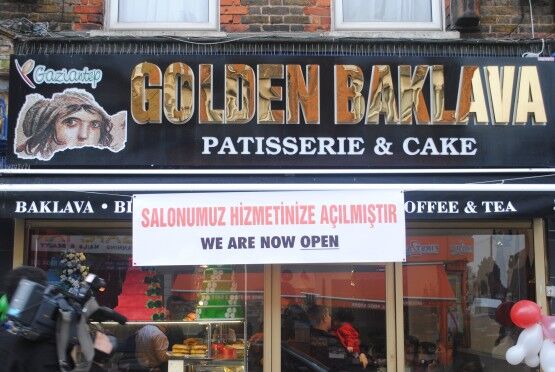 Gaziantep
GOLDEN BAKLAVA
PATISSERIE & CAKE
BAKLAVA •
OFFEE & TEA
SALONUMUZ HİZMETİNİZE AÇILMIŞTIR
WE ARE NOW OPEN